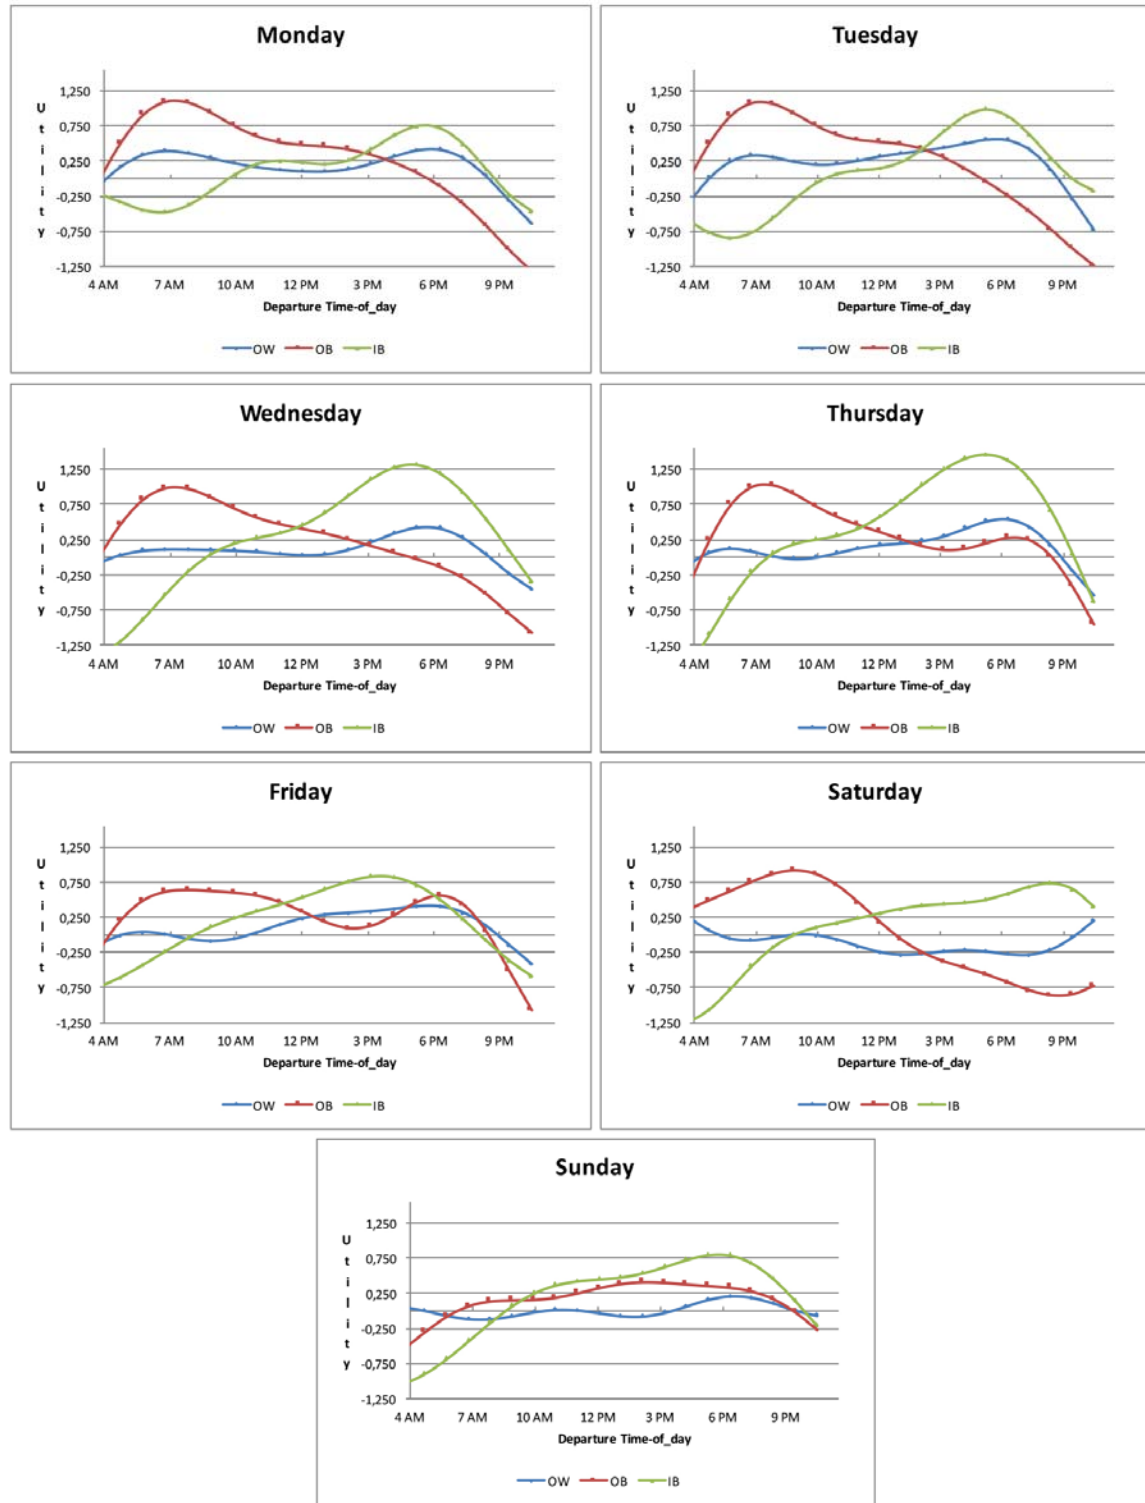 Monday
Utility
1,250
0,750
0,250
-0,250
-0,750
-1,250
4 AM 7 AM 10 AM 12 PM 3 PM 6 PM 9 PM
Departure Time-of_day
OW OB IB
Tuesday
Utility
1,250
0,750
0,250
-0,250
-0,750
-1,250
4 AM 7 AM 10 AM 12 PM 3 PM 6 PM 9 PM
Departure Time-of_day
OW OB IB
Wednesday
Utility
1,250
0,750
0,250
-0,250
-0,750
-1,250
4 AM 7 AM 10 AM 12 PM 3 PM 6 PM 9 PM
Departure Time-of_day
OW OB IB
Thursday
Utility
1,250
0,750
0,250
-0,250
-0,750
-1,250
4 AM 7 AM 10 AM 12 PM 3 PM 6 PM 9 PM
Departure Time-of_day
OW OB IB
Friday
Utility
1,250
0,750
0,250
-0,250
-0,750
-1,250
4 AM 7 AM 10 AM 12 PM 3 PM 6 PM 9 PM
Departure Time-of_day
OW OB IB
Saturday
Utility
1,250
0,750
0,250
-0,250
-0,750
-1,250
4 AM 7 AM 10 AM 12 PM 3 PM 6 PM 9 PM
Departure Time-of_day
OW OB IB
Sunday
Utility
1,250
0,750
0,250
-0,250
-0,750
-1,250
4 AM 7 AM 10 AM 12 PM 3 PM 6 PM 9 PM
Departure Time-of_day
OW OB IB